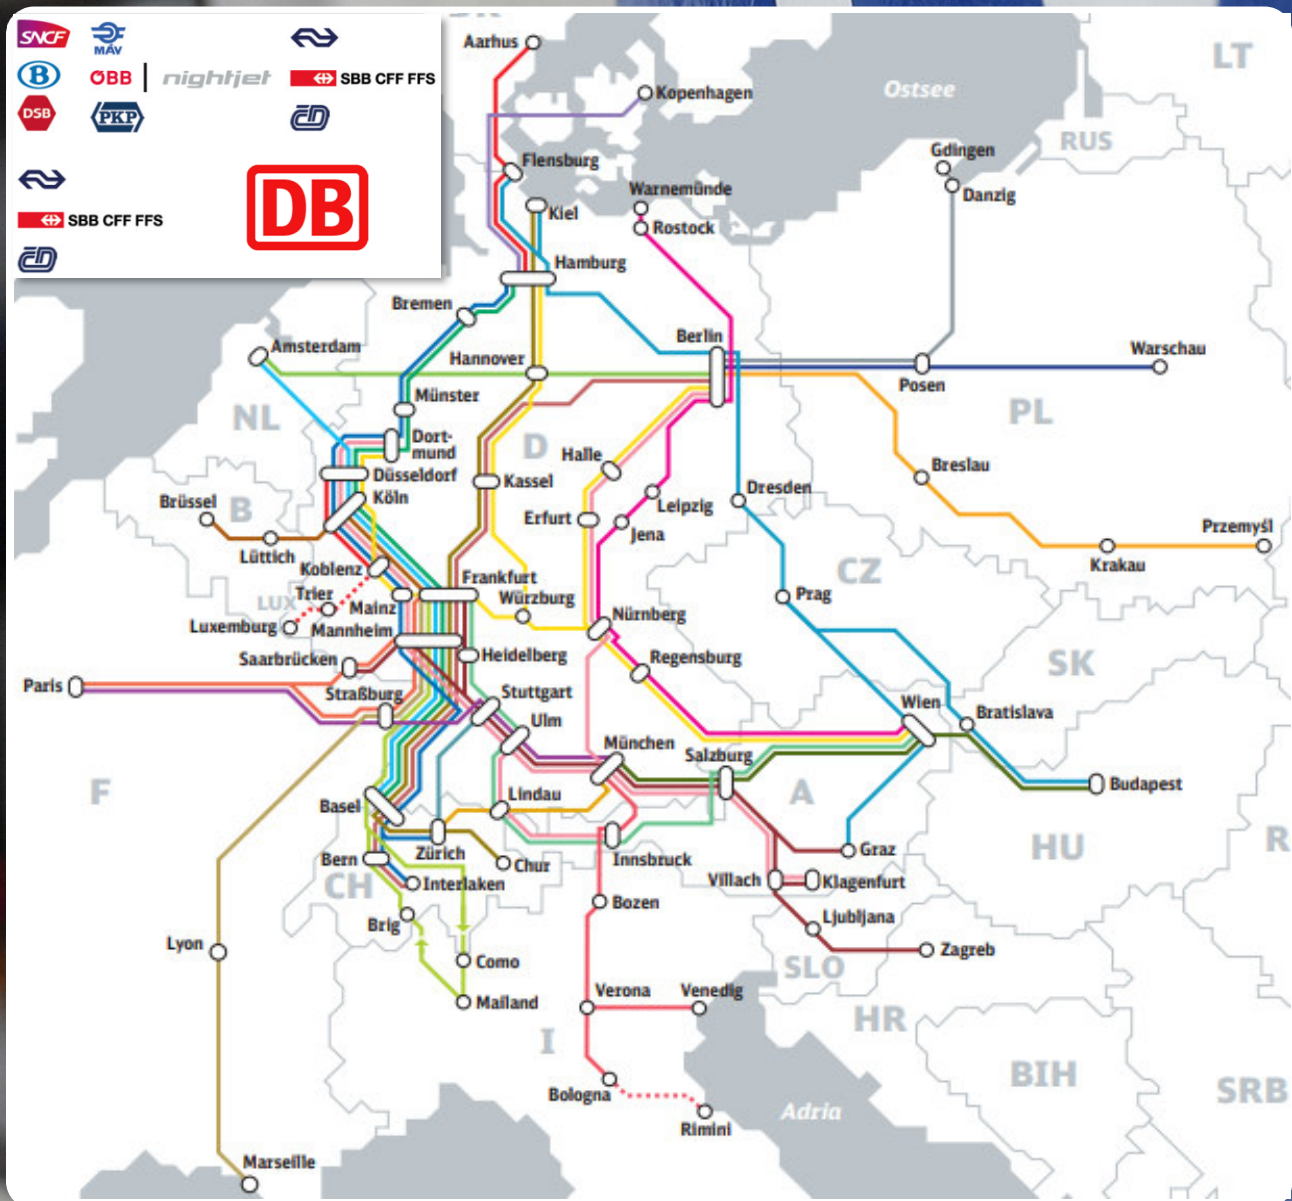 SNCF
MÁV
B
ÖBB
nightjet
SBB CFF FFS
DSB
PKP
ČD
SBB CFF FFS
DB
ČD
Aarhus
LT
Ostsee
Kopenhagen
RUS
Gdingen
Flensburg
Danzig
Warnemünde
Kiel
Rostock
Hamburg
Bremen
Berlin
Amsterdam
Hannover
Warschau
Posen
Münster
NL
PL
Dort-
mund
D
Halle
Düsseldorf
Breslau
Kassel
Dresden
Köln
Brüssel
B
Leipzig
Erfurt
Przemyśl
Jena
Lüttich
Krakau
Koblenz
CZ
Frankfurt
Trier
LUX
Mainz
Würzburg
Prag
Nürnberg
Luxemburg
Mannheim
Saarbrücken
Heidelberg
Regensburg
SK
Paris
Straßburg
Stuttgart
Wien
Bratislava
Ulm
München
Salzburg
F
Lindau
A
Budapest
Basel
R
HU
Zürich
Graz
Bern
Chur
Innsbruck
CH
Interlaken
Villach
Klagenfurt
Bozen
Brig
Ljubljana
Lyon
Zagreb
Como
SLO
Verona
Venedig
Mailand
HR
I
BIH
Bologna
SRB
Adria
Rimini
Marseille